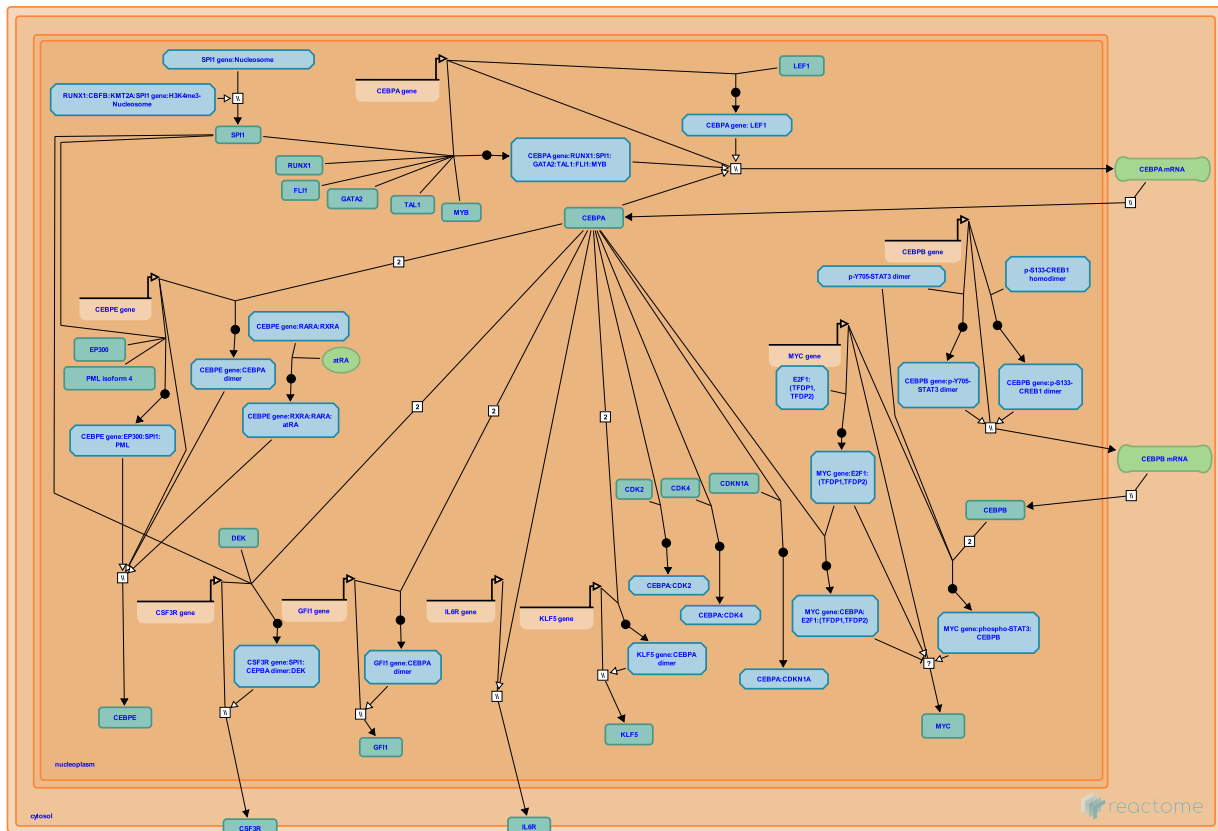 SPI1 gene:Nucleosome
RUNX1:CBFB:KMT2A:SPI1 gene:H3K4me3-
Nucleosome
\\
SPI1
CEBPA gene
LEF1
CEBPA gene: LEF1
RUNX1
FLI1
GATA2
TAL1
MYB
CEBPA gene:RUNX1:SPI1:
GATA2:TAL1:FLI1:MYB
\\
CEBPA mRNA
\\
CEBPA
2
CEBPB gene
p-Y705-STAT3 dimer
p-S133-CREB1
homodimer
CEBPE gene
CEBPE gene:RARA:RXRA
EP300
PML isoform 4
atRA
CEBPE gene:CEBPA
dimer
CEBPE gene:RXRA:RARA:
atRA
CEBPE gene:EP300:SPI1:
PML
2
2
2
MYC gene
E2F1:
(TFDP1,
TFDP2)
CEBPB gene:p-Y705-
STAT3 dimer
CEBPB gene:p-S133-
CREB1 dimer
\\
CEBPB mRNA
\\
MYC gene:E2F1:
(TFDP1,TFDP2)
CDK2
CDK4
CDKN1A
CEBPB
2
DEK
\\
CSF3R gene
GFI1 gene
IL6R gene
KLF5 gene
CEBPA:CDK2
CEBPA:CDK4
MYC gene:CEBPA:
E2F1:(TFDP1,TFDP2)
MYC gene:phospho-STAT3:
CEBPB
CSF3R gene:SPI1:
CEPBA dimer:DEK
GFI1 gene:CEBPA
dimer
KLF5 gene:CEBPA
dimer
CEBPA:CDKN1A
?
\\
\\
\\
\\
CEBPE
GFI1
KLF5
MYC
nucleoplasm
cytosol
CSF3R
IL6R
reactome